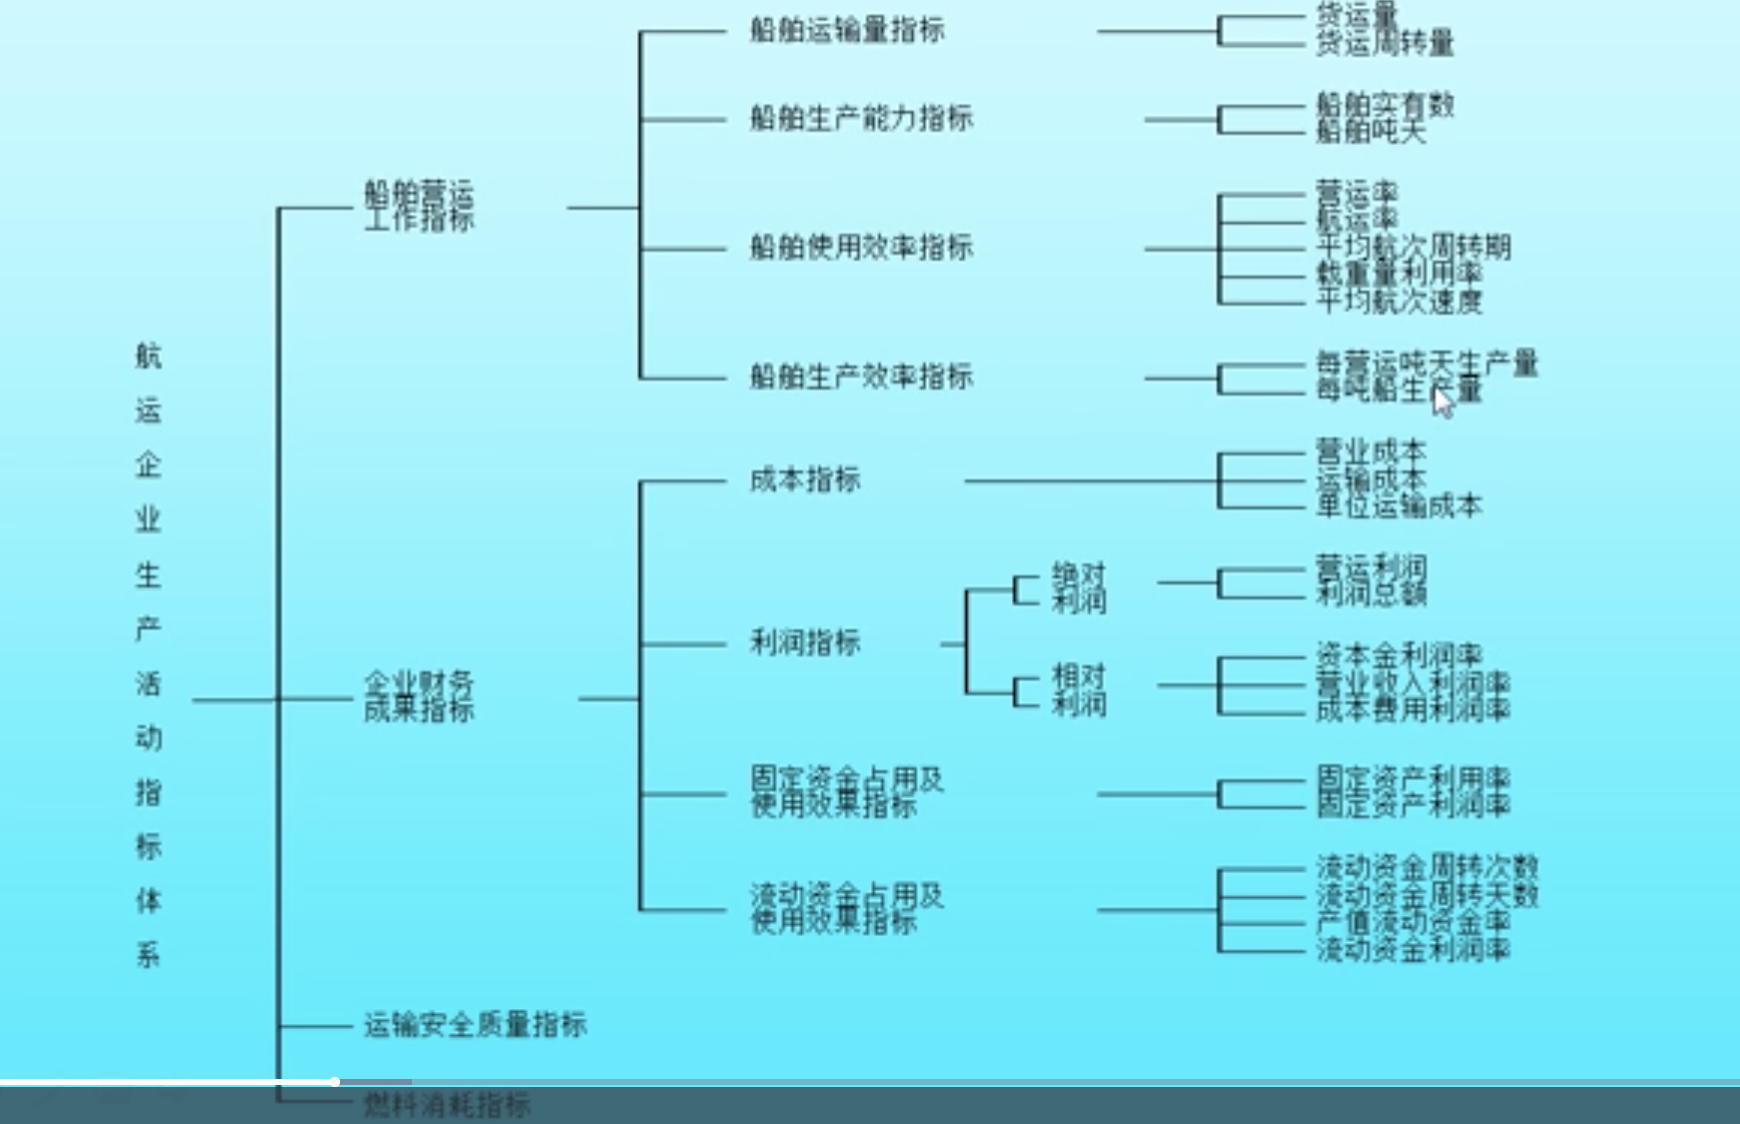 航运企业生产活动指标体系
船舶营运
工作指标
船舶运输量指标
货运量
货运周转量
船舶生产能力指标
船舶实有数
船舶吨天
船舶使用效率指标
营运率
航运率
平均航次周转期
载重量利用率
平均航次速度
船舶生产效率指标
每营运吨天生产量
每吨船生产量
企业财务
成果指标
成本指标
营业成本
运输成本
单位运输成本
利润指标
绝对
利润
营运利润
利润总额
相对
利润
资本金利润率
营业收入利润率
成本费用利润率
固定资金占用及
使用效果指标
固定资产利用率
固定资产利润率
流动资金占用及
使用效果指标
流动资金周转次数
流动资金周转天数
产值流动资金率
流动资金利润率
运输安全质量指标
燃料消耗指标